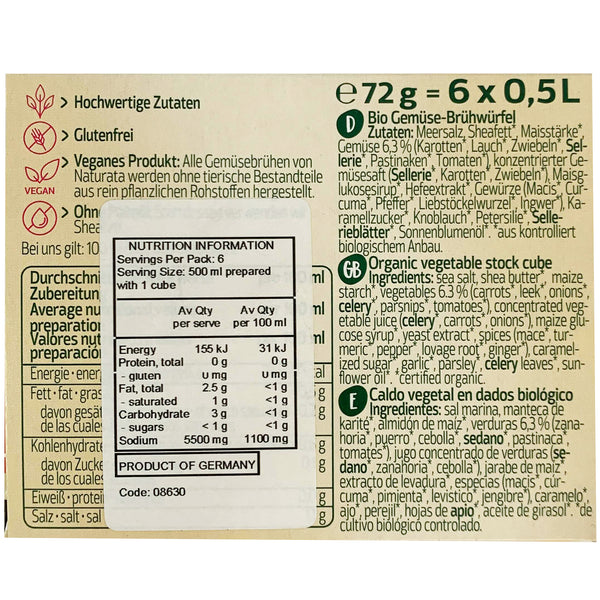 > Hochwertige Zutaten
> Glutenfrei
> Veganes Produkt: Alle Gemüsebrühen von
Naturata werden ohne tierische Bestandteile
aus rein pflanzlichen Rohstoffen hergestellt.
VEGAN
> Ohne
Shea
Bei uns gilt: 10
Durchschni
Zubereitun
Average nu
preparation
Valores nut
preparació
Energie · ener
Fett · fat · gras
davon gesät
de las cuales
Kohlenhydrate
davon Zucke
de los cuales
Eiweiß · protei
Salz · salt · sal
ml
ml
ml
g
g
g
g
NUTRITION INFORMATION
Servings Per Pack: 6
Serving Size: 500 ml prepared
with 1 cube
Av Qty Av Qty
per serve per 100 ml
Energy 155 kJ 31 kJ
Protein, total 0 g 0 g
- gluten 0 mg 0 mg
Fat, total 2.5 g <1 g
- saturated 1 g <1 g
Carbohydrate 3 g <1 g
- sugars < 1 g <1 g
Sodium 5500 mg 1100 mg
PRODUCT OF GERMANY
Code: 08630
℮ 72 g = 6 x 0,5L
D Bio Gemüse-Brühwürfel
Zutaten: Meersalz, Sheafett*, Maisstärke*,
Gemüse 6,3 % (Karotten*, Lauch*, Zwiebeln*, Sel-
lerie*, Pastinaken*, Tomaten*), konzentrierter Ge-
müsesaft (Sellerie*, Karotten*, Zwiebeln*), Maisg-
lukosesirup*, Hefeextrakt*, Gewürze (Macis*, Cur-
cuma*, Pfeffer*, Liebstöckelwurzel*, Ingwer*), Ka-
ramellzucker*, Knoblauch*, Petersilie*, Selle-
rieblätter*, Sonnenblumenöl*. *aus kontrolliert
biologischem Anbau.
GB Organic vegetable stock cube
Ingredients: sea salt, shea butter*, maize
starch*, vegetables 6.3 % (carrots*, leek*, onions*,
celery*, parsnips*, tomatoes*), concentrated veg-
etable juice (celery*, carrots*, onions*), maize glu-
cose syrup*, yeast extract*, spices (mace*, tur-
meric*, pepper*, lovage root*, ginger*), caramel-
ized sugar*, garlic*, parsley*, celery leaves*, sun-
flower oil*. *certified organic.
E Caldo vegetal en dados biológico
Ingredientes: sal marina, manteca de
karité*, almidón de maíz*, verduras 6,3 % (zana-
horia*, puerro*, cebolla*, sedano*, pastinaca*,
tomates*), jugo concentrado de verduras (se-
dano*, zanahoria*, cebolla*), jarabe de maíz*,
extracto de levadura*, especias (macis*, cúr-
cuma*, pimienta*, levístico*, jengibre*), caramelo*,
ajo*, perejil*, hojas de apio*, aceite de girasol*. *de
cultivo biológico controlado.